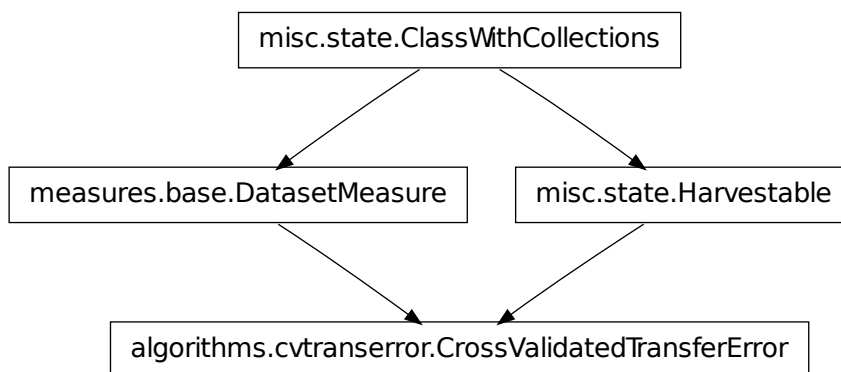 misc.state.ClassWithCollections
measures.base.DatasetMeasure
misc.state.Harvestable
algorithms.cvtranserror.CrossValidatedTransferError